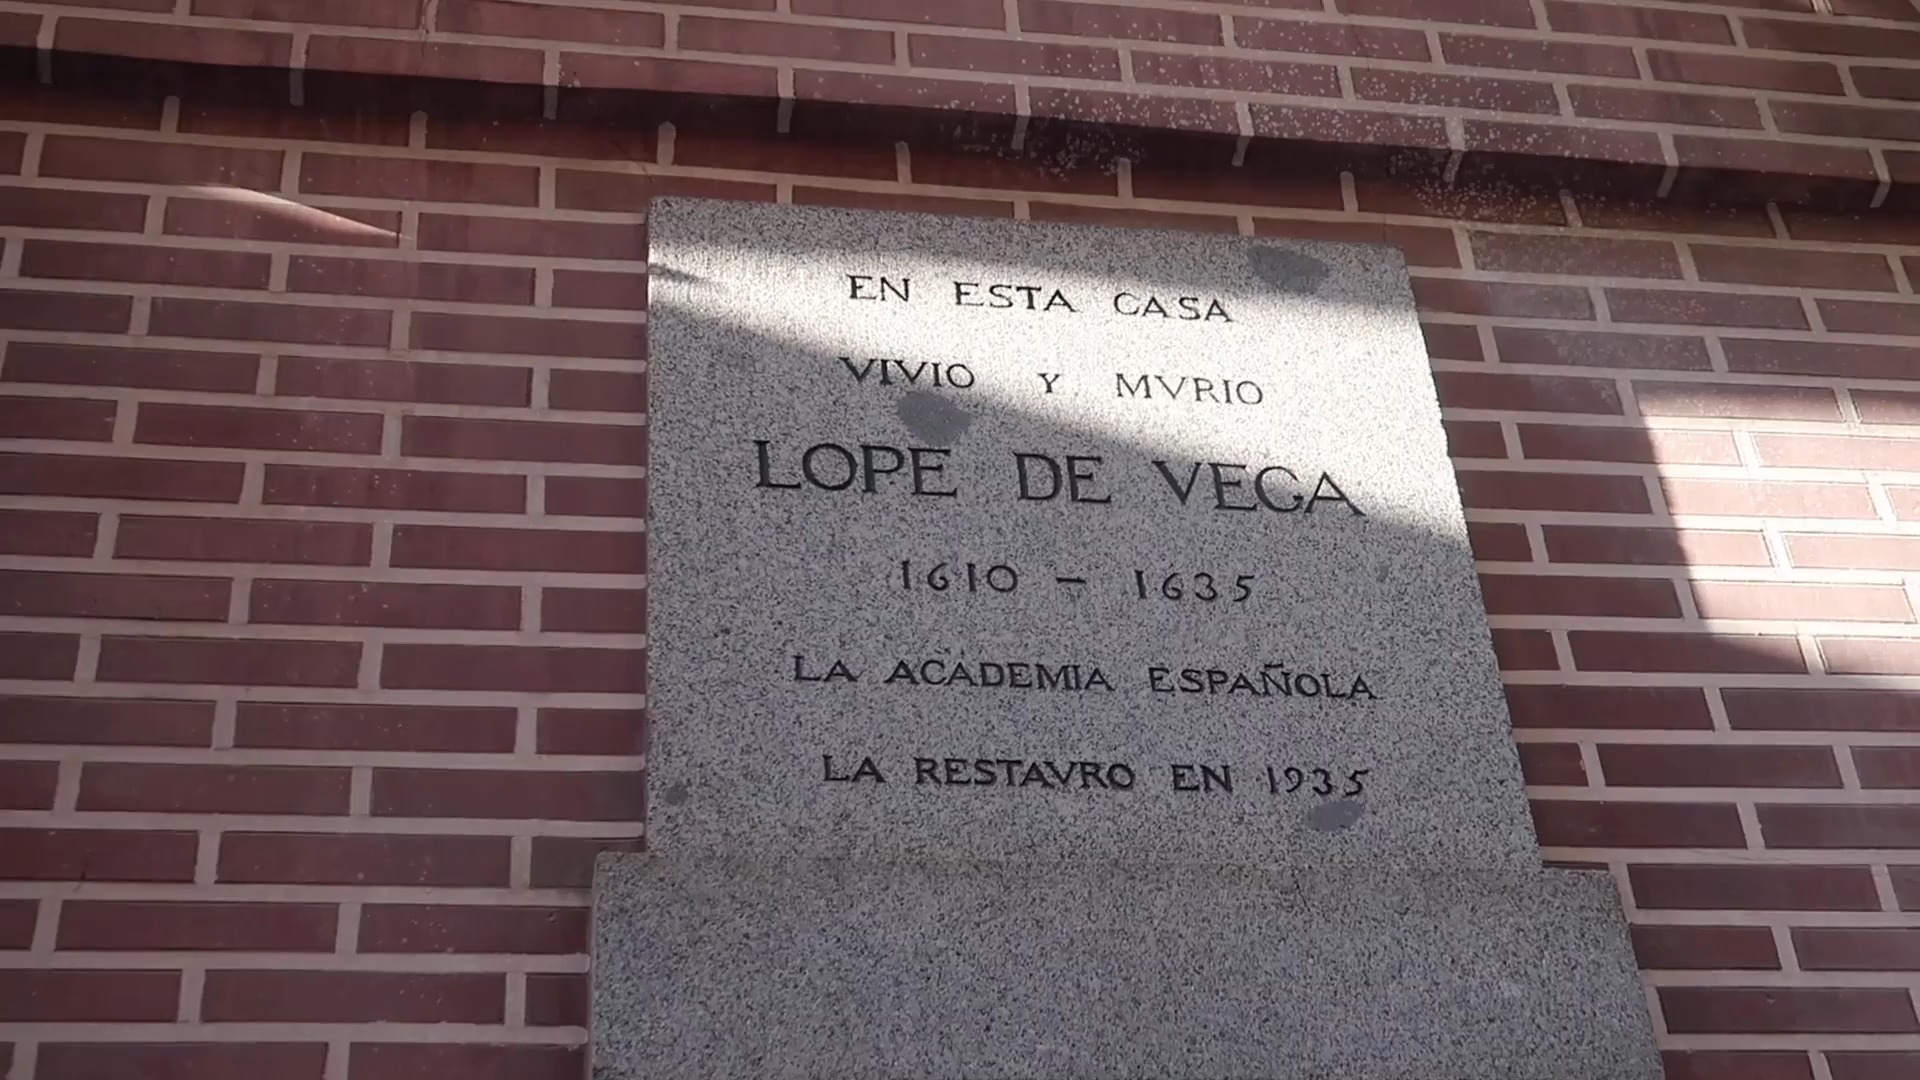 EN ESTA CASA
VIVIO Y MVRIO
LOPE DE VEGA
1610 - 1635
LA ACADEMIA ESPAÑOLA
LA RESTAVRO EN 1935